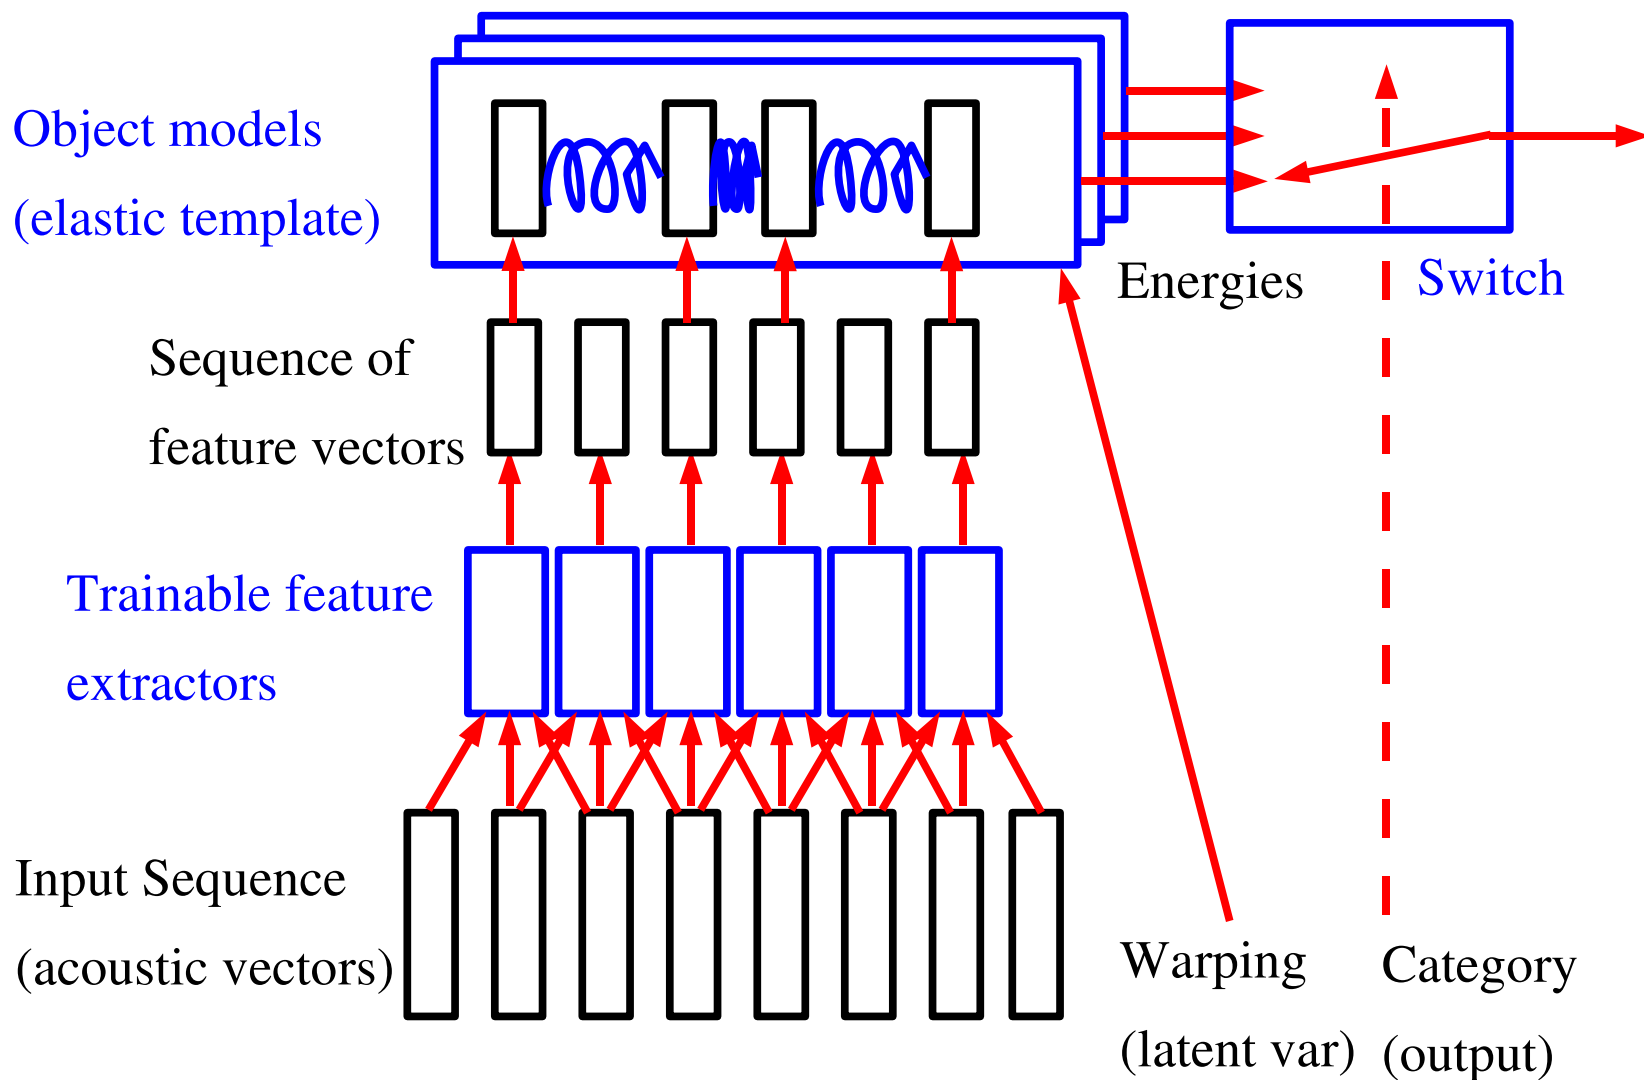 Object models
(elastic template)
Energies
Switch
Sequence of
feature vectors
Trainable feature
extractors
Input Sequence
(acoustic vectors)
Warping
(latent var)
Category
(output)